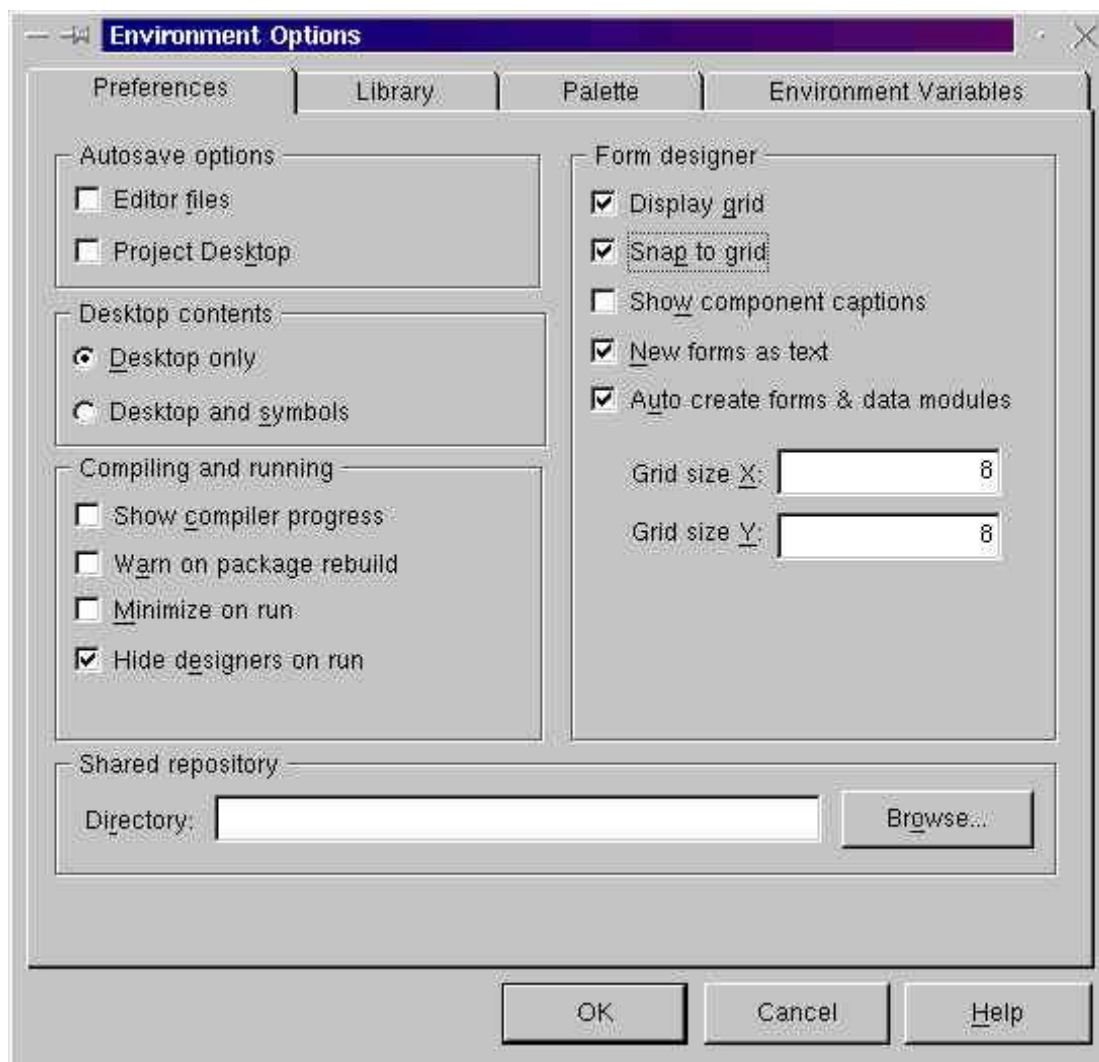 Environment Options
Preferences
Library
Palette
Environment Variables
Autosave options
Editor files
Project Desktop
Desktop contents
Desktop only
Desktop and symbols
Compiling and running
Show compiler progress
Warn on package rebuild
Minimize on run
Hide designers on run
Form designer
Display grid
Snap to grid
Show component captions
New forms as text
Auto create forms & data modules
Grid size X: 8
Grid size Y: 8
Shared repository
Directory:
Browse...
OK
Cancel
Help